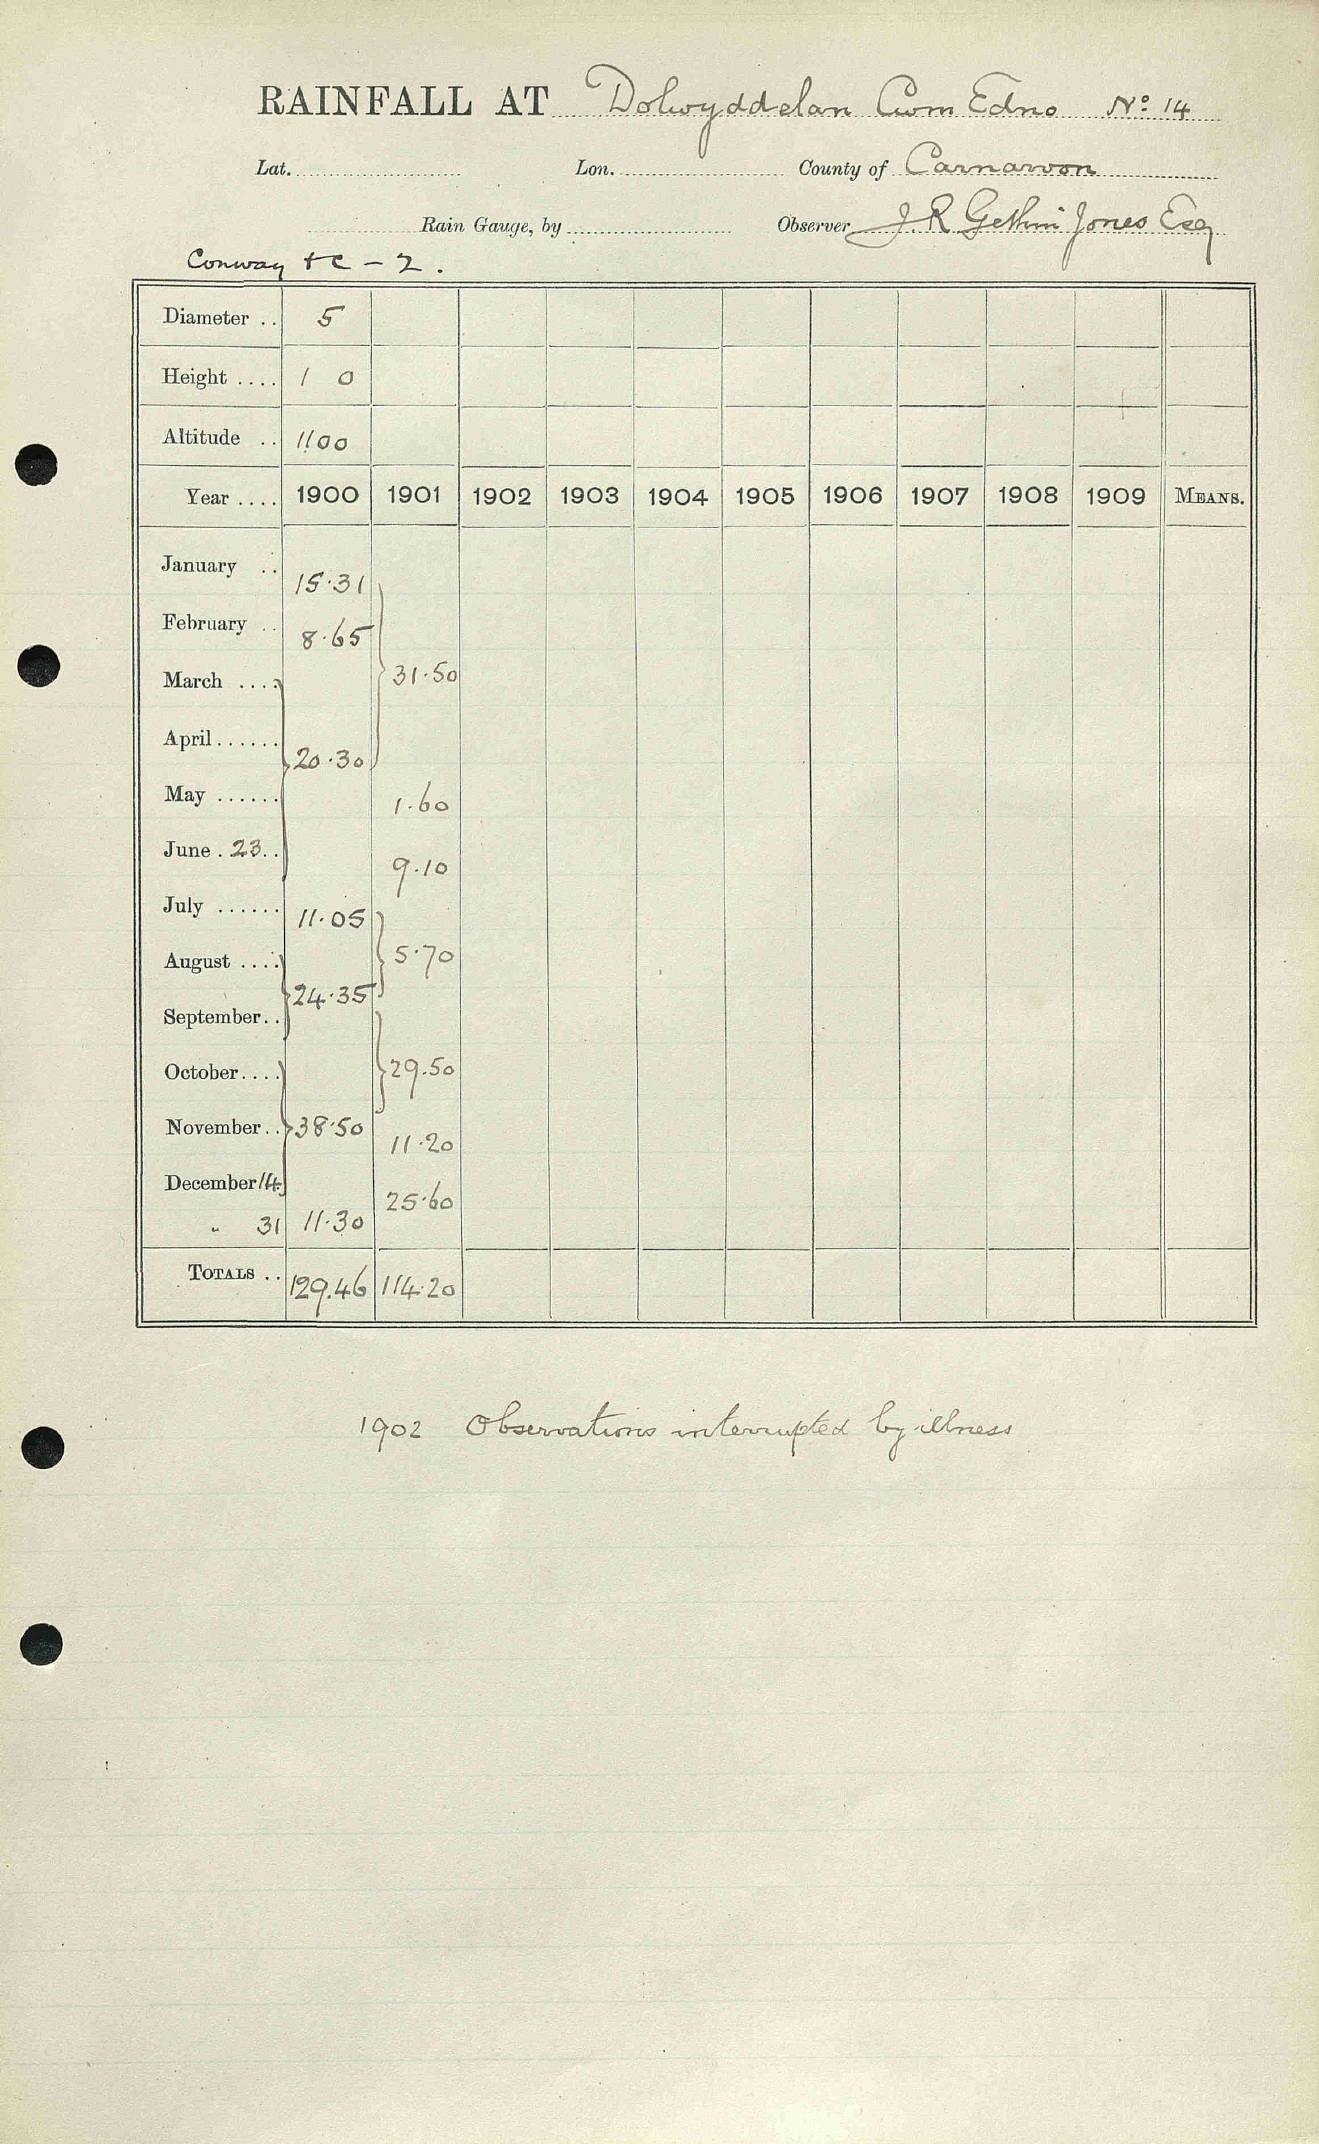 RAINFALL AT Dolwyddelan Cwm Edno No. 14
Lat. Lon. County of Carnarvon
Rain Gauge, by Observer J. R. Gethin Jones Esq
Conway &c - 2.
Diameter .. 5
Height .... 1 0
Altitude .. 1100
Year .... 1900 1901 1902 1903 1904 1905 1906 1907 1908 1909 MEANS.
January .. 15.31
February .. 8.65
March .... 31.50
April ......  20.30
May ...... 1.60
June . 23 .. 9.10
July ...... 11.05
August .... 5.70
September .. 24.35
October .... 29.50
November .. 38.50 11.20
December 14 25.60
" 31 11.30
TOTALS .. 129.46 114.20
1902 Observations interrupted by illness